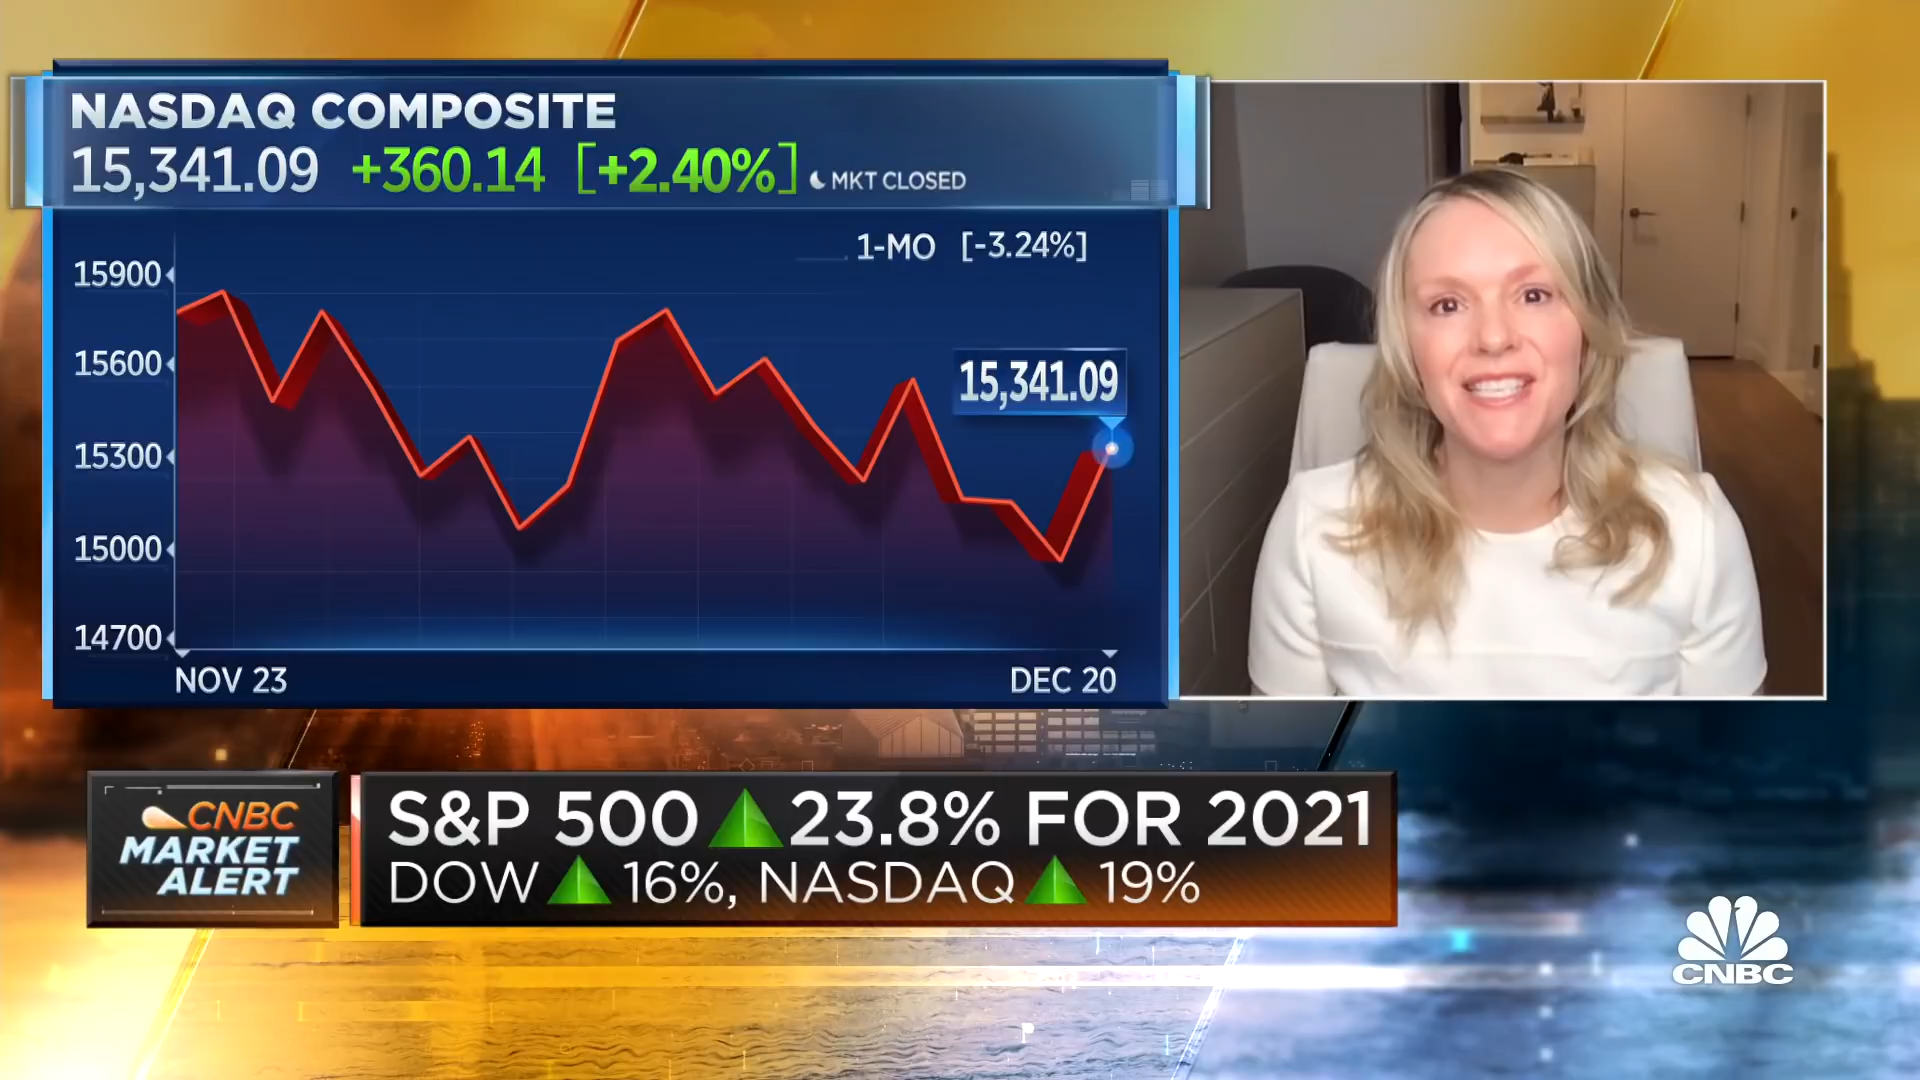 NASDAQ COMPOSITE
15,341.09 +360.14 [+2.40%] MKT CLOSED
1-MO [-3.24%]
15900
15600
15300
15000
14700
15,341.09
NOV 23 DEC 20
CNBC
MARKET
ALERT
S&P 500 ▲ 23.8% FOR 2021
DOW ▲ 16%, NASDAQ ▲ 19%
CNBC